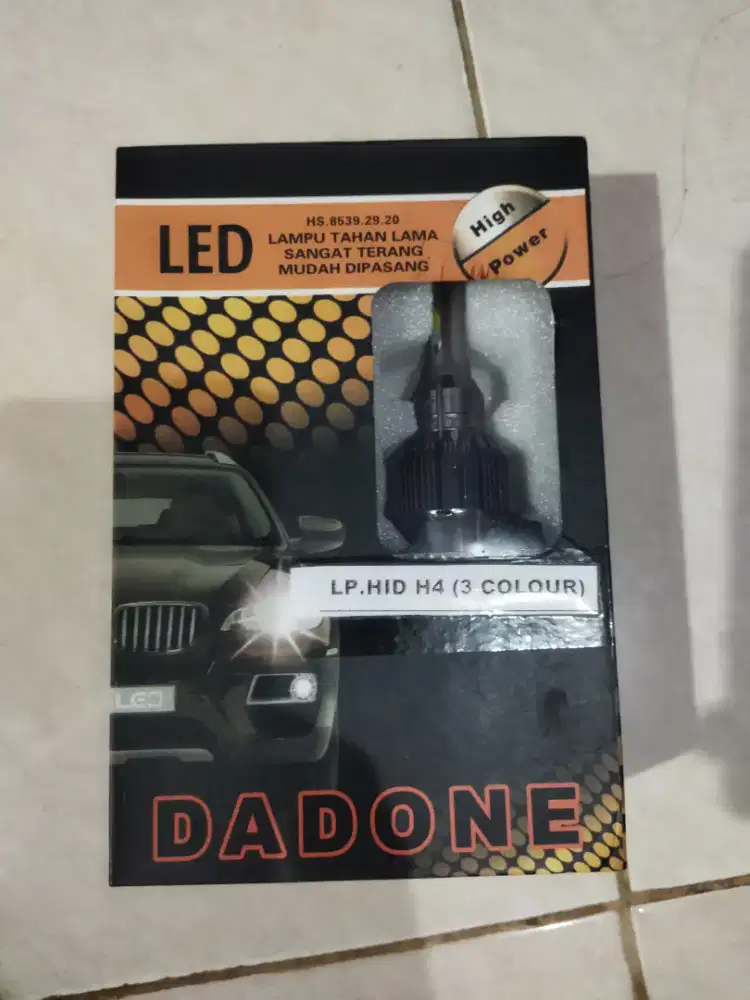 HS.8539.29.20
LED
LAMPU TAHAN LAMA
SANGAT TERANG
MUDAH DIPASANG
High
Power
LP.HID H4 (3 COLOUR)
LED
DADONE